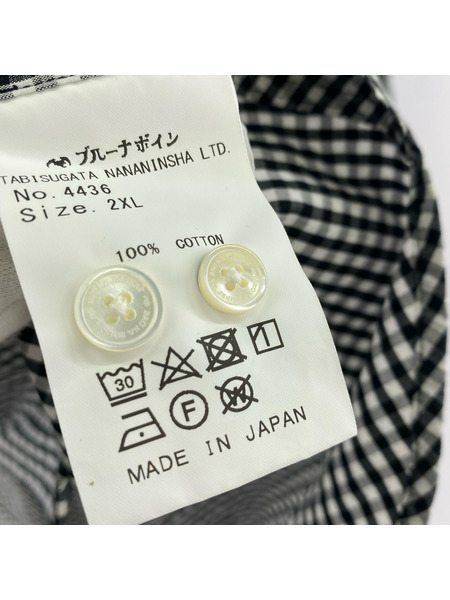 ブルーナボイン
TABISUGATA NANANINSHA LTD.
No. 4436
Size. 2XL
100% COTTON
30
F
MADE IN JAPAN